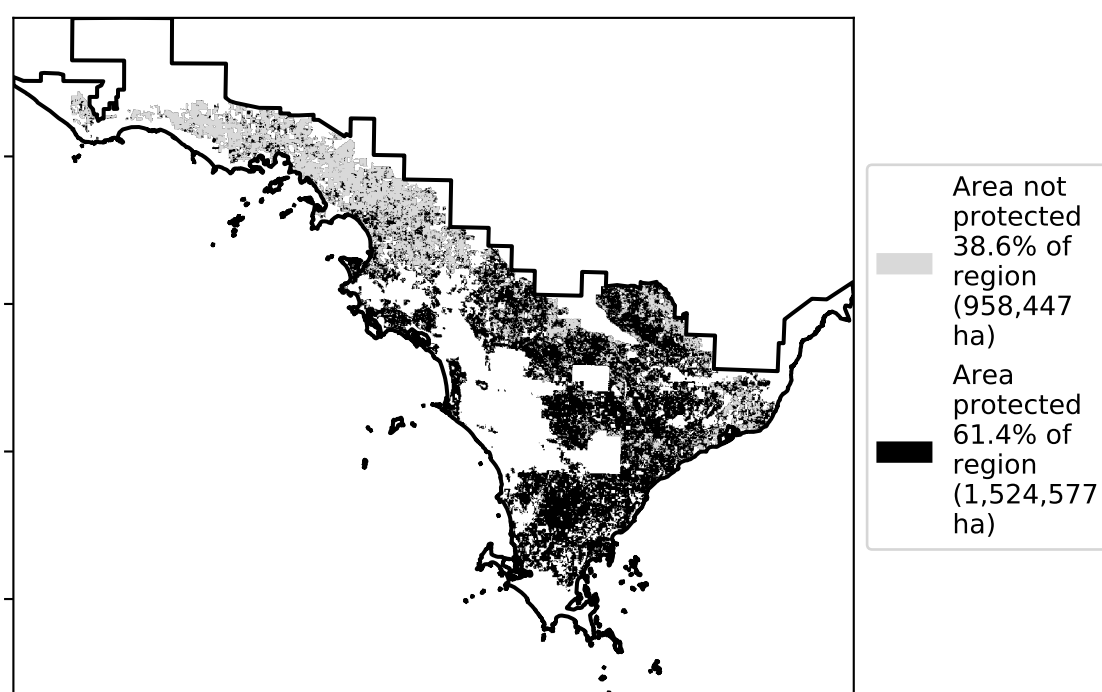 Area not
protected
38.6% of
region
(958,447
ha)
Area
protected
61.4% of
region
(1,524,577
ha)